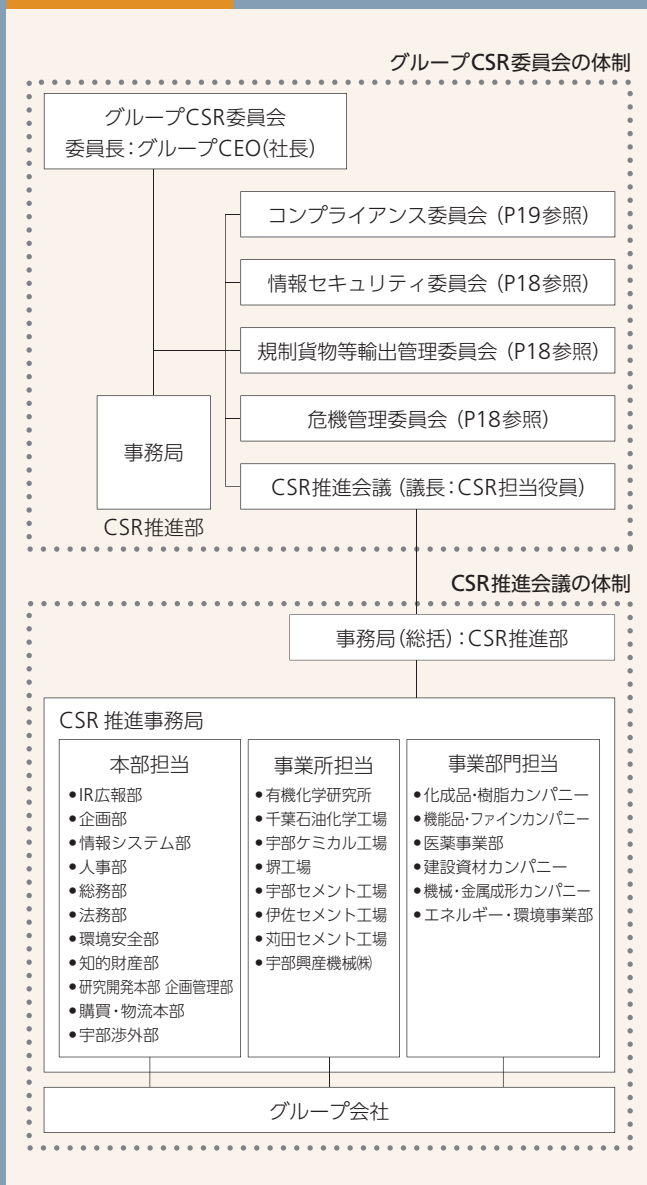 グループCSR委員会の体制
グループCSR委員会
委員長：グループCEO(社長)
コンプライアンス委員会 (P19参照)
情報セキュリティ委員会 (P18参照)
規制貨物等輸出管理委員会 (P18参照)
危機管理委員会 (P18参照)
事務局
CSR推進会議 (議長：CSR担当役員)
CSR推進部
CSR推進会議の体制
事務局(総括)：CSR推進部
CSR 推進事務局
本部担当
●IR広報部
●企画部
●情報システム部
●人事部
●総務部
●法務部
●環境安全部
●知的財産部
●研究開発本部 企画管理部
●購買・物流本部
●宇部渉外部
事業所担当
●有機化学研究所
●千葉石油化学工場
●宇部ケミカル工場
●堺工場
●宇部セメント工場
●伊佐セメント工場
●苅田セメント工場
●宇部興産機械㈱
事業部門担当
●化成品・樹脂カンパニー
●機能品・ファインカンパニー
●医薬事業部
●建設資材カンパニー
●機械・金属成形カンパニー
●エネルギー・環境事業部
グループ会社